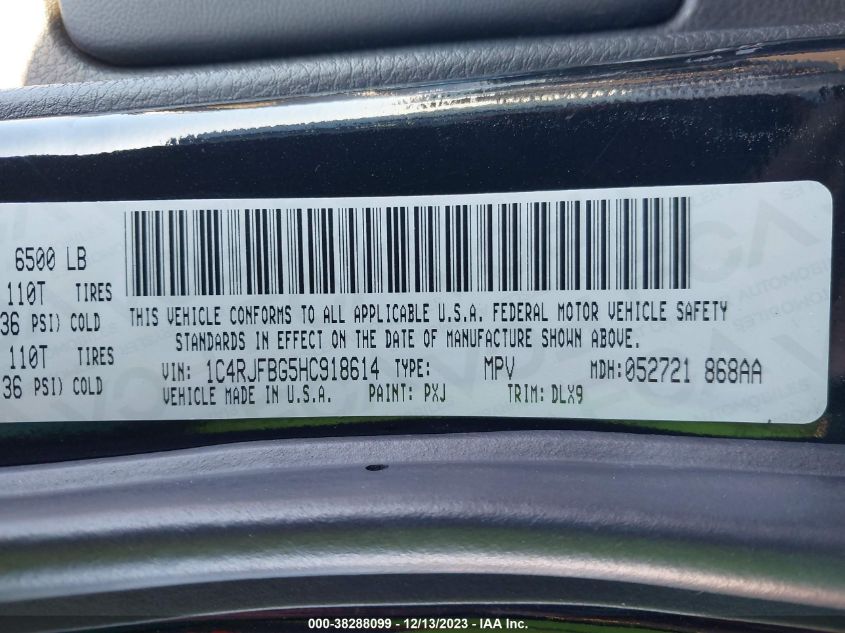 6500 LB
110T TIRES
36 PSI) COLD
110T TIRES
36 PSI) COLD
THIS VEHICLE CONFORMS TO ALL APPLICABLE U.S.A. FEDERAL MOTOR VEHICLE SAFETY
STANDARDS IN EFFECT ON THE DATE OF MANUFACTURE SHOWN ABOVE.
VIN: 1C4RJFBG5HC918614 TYPE: MPV MDH:052721 868AA
VEHICLE MADE IN U.S.A. PAINT: PXJ TRIM: DLX9
000-38288099 - 12/13/2023 - IAA Inc.